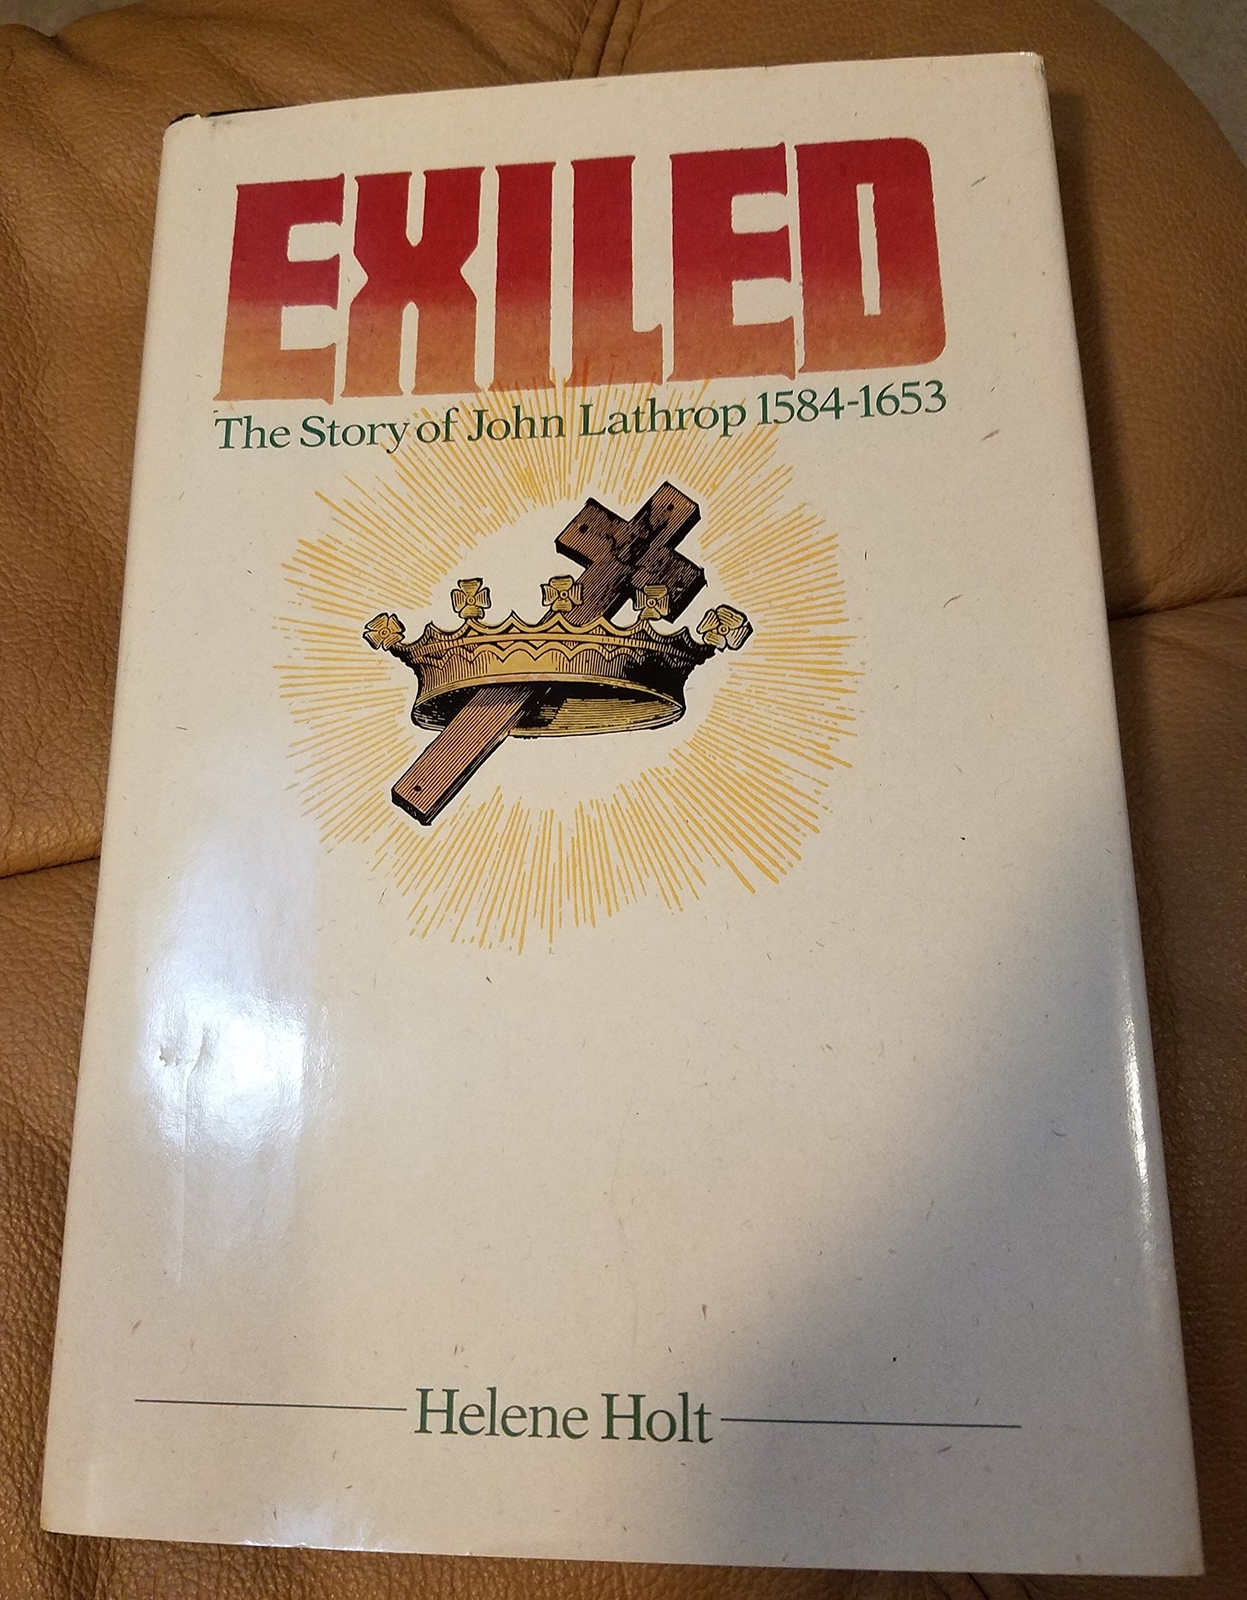 EXILED
The Story of John Lathrop 1584-1653
Helene Holt